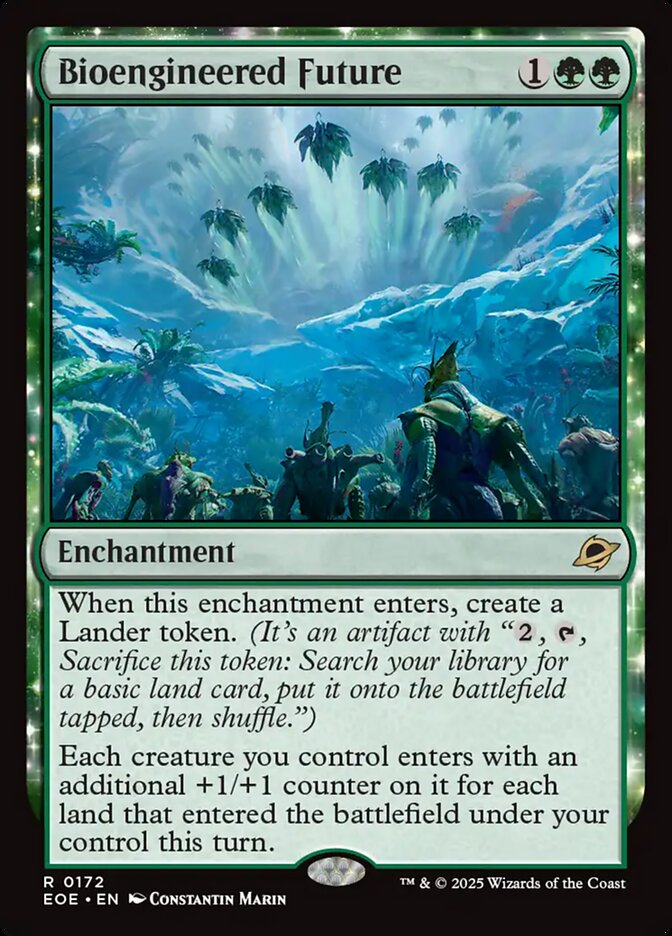 Bioengineered Future 1
Enchantment
When this enchantment enters, create a
Lander token. (It's an artifact with “2, ,
Sacrifice this token: Search your library for
a basic land card, put it onto the battlefield
tapped, then shuffle.”)
Each creature you control enters with an
additional +1/+1 counter on it for each
land that entered the battlefield under your
control this turn.
R 0172
EOE • EN Constantin Marin
™ & © 2025 Wizards of the Coast